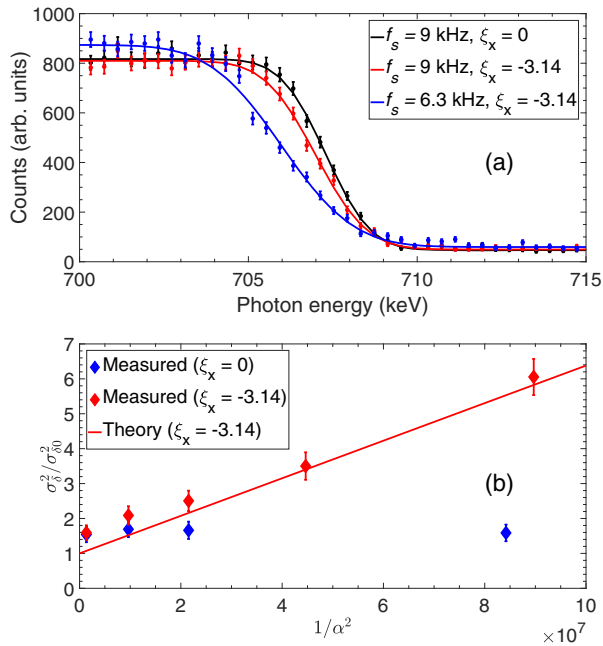 1000
800
600
400
200
0
Counts (arb. units)
f_s = 9 kHz, ξ_x = 0
f_s = 9 kHz, ξ_x = -3.14
f_s = 6.3 kHz, ξ_x = -3.14
(a)
700 705 710 715
Photon energy (keV)
7
6
5
4
3
2
1
0
σ_δ^2/σ_δ0^2
Measured (ξ_x = 0)
Measured (ξ_x = -3.14)
Theory (ξ_x = -3.14)
(b)
0 2 4 6 8 10
1/α^2
×10^7